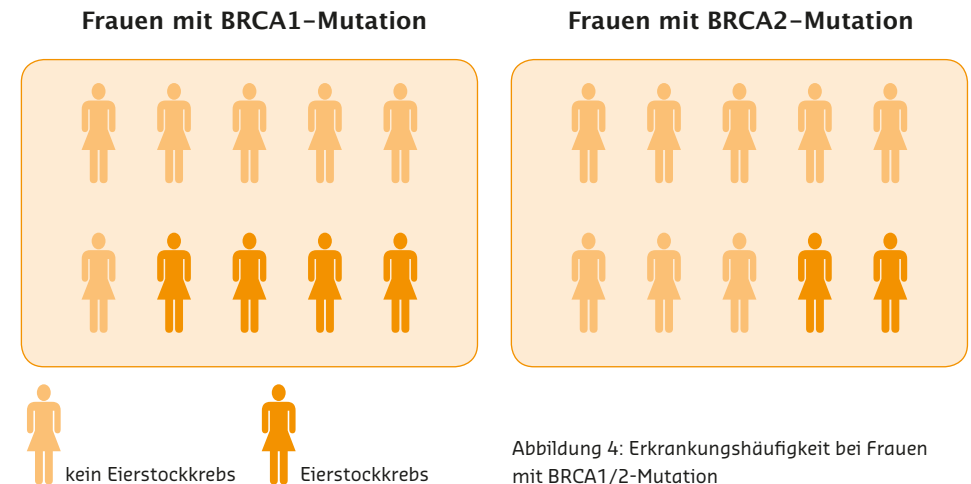 Frauen mit BRCA1-Mutation
Frauen mit BRCA2-Mutation
kein Eierstockkrebs
Eierstockkrebs
Abbildung 4: Erkrankungshäufigkeit bei Frauen
mit BRCA1/2-Mutation